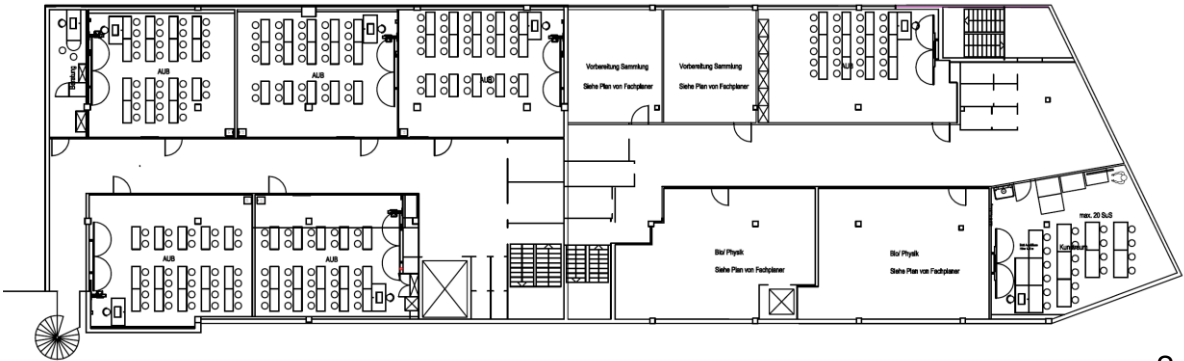 Beratung
AUB
AUB
AUB
Vorbereitung Sammlung
Siehe Plan von Fachplaner
Vorbereitung Sammlung
Siehe Plan von Fachplaner
AUB
AUB
AUB
Bio/ Physik
Siehe Plan von Fachplaner
Bio/ Physik
Siehe Plan von Fachplaner
max. 20 SuS
Kunstraum